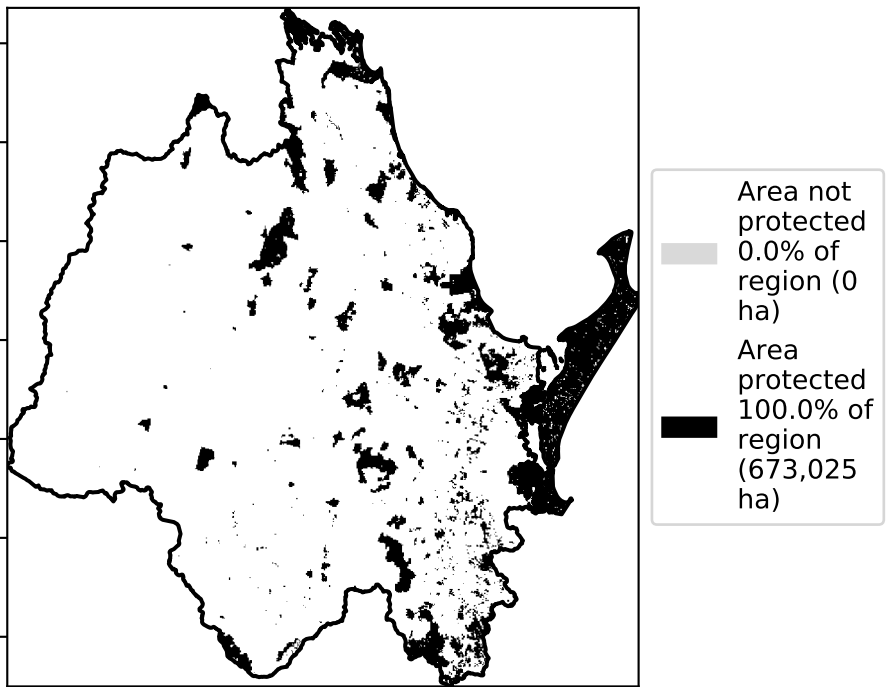 Area not
protected
0.0% of
region (0
ha)
Area
protected
100.0% of
region
(673,025
ha)